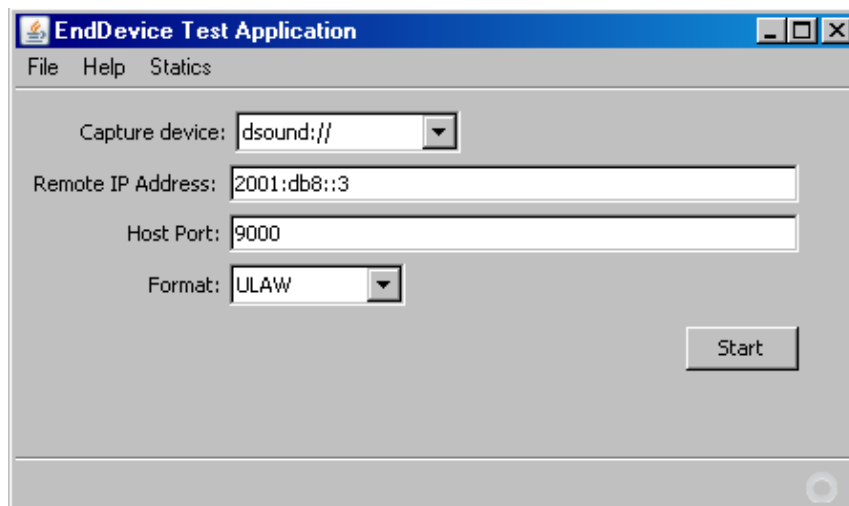 EndDevice Test Application
File Help Statics
Capture device: dsound://
Remote IP Address: 2001:db8::3
Host Port: 9000
Format: ULAW
Start